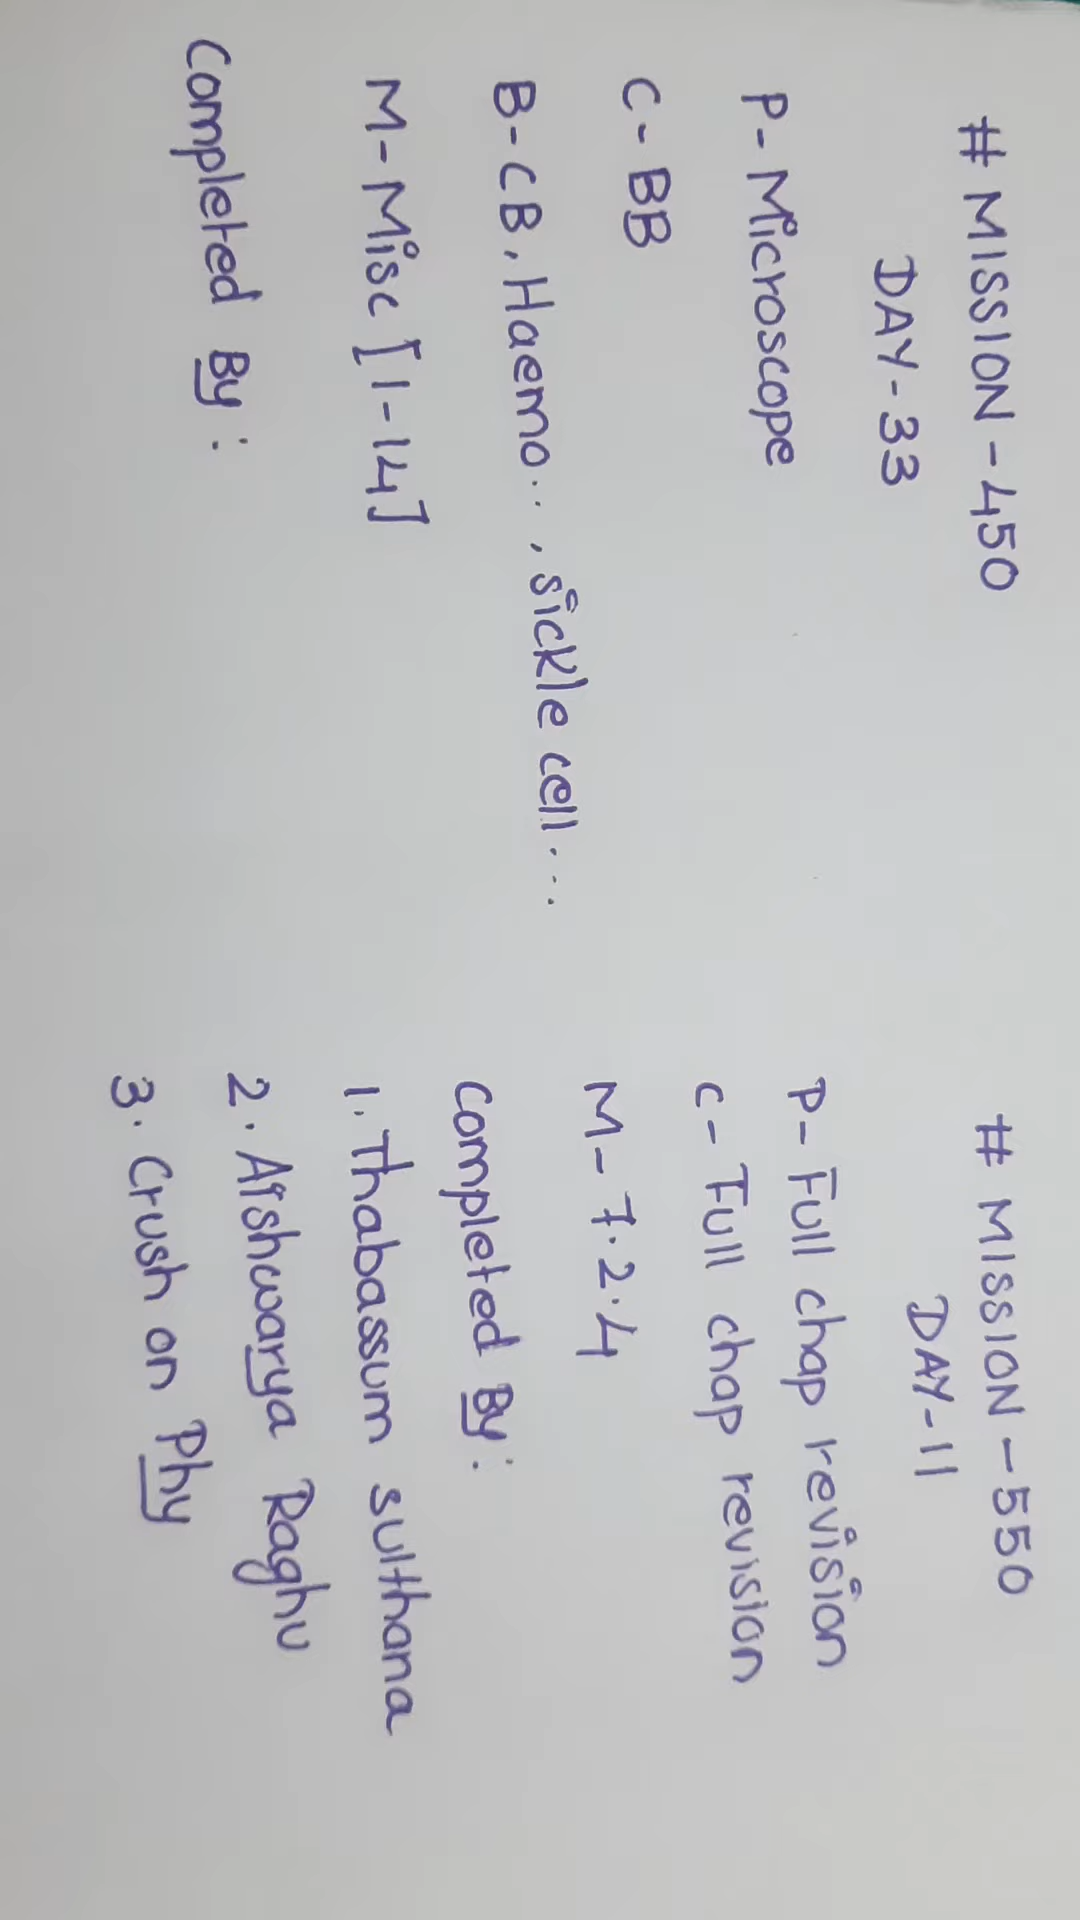 # MISSION-450
DAY-33
P-Microscope
C-BB
B-CB, Haemo.., sickle cell...
M-Misc [1-14]
Completed By:
# MISSION-550
DAY-11
P-Full chap revision
C-Full chap revision
M-7.2.4
Completed By:
1. Thabassum sulthana
2. Aishwarya Raghu
3. Crush on Phy